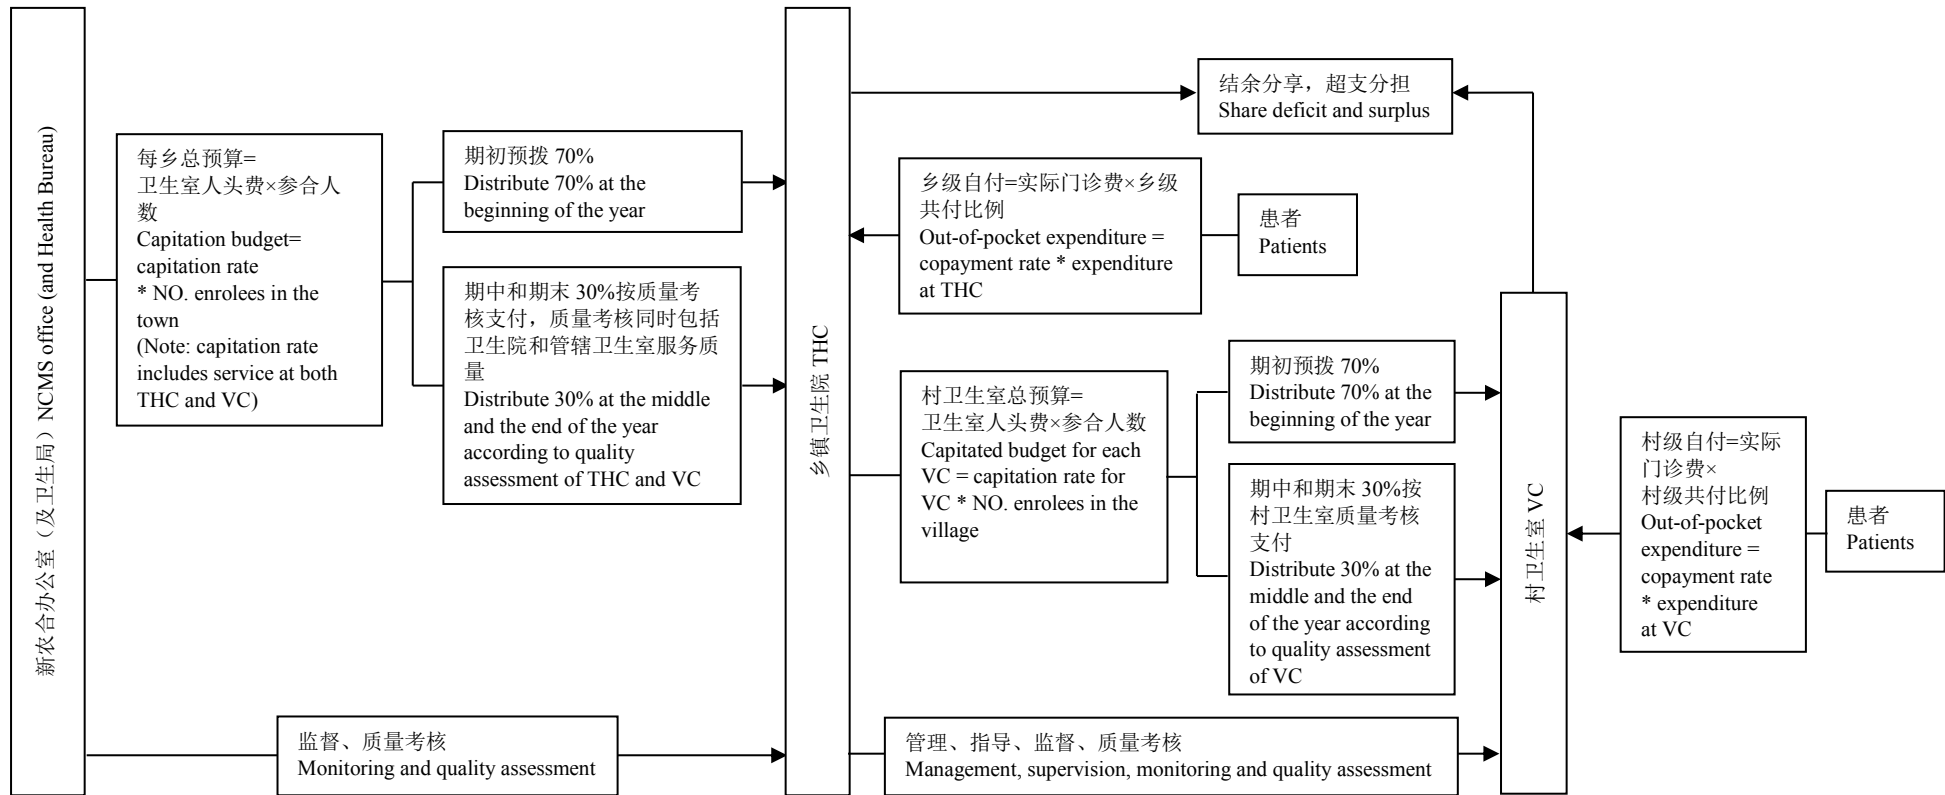 新农合办公室（及卫生局）NCMS office (and Health Bureau)
每乡总预算=
卫生室人头费×参合人
数
Capitation budget=
capitation rate
* NO. enrolees in the
town
(Note: capitation rate
includes service at both
THC and VC)
期初预拨 70%
Distribute 70% at the
beginning of the year
期中和期末 30%按质量考
核支付，质量考核同时包括
卫生院和管辖卫生室服务质
量
Distribute 30% at the middle
and the end of the year
according to quality
assessment of THC and VC
监督、质量考核
Monitoring and quality assessment
乡镇卫生院 THC
结余分享，超支分担
Share deficit and surplus
乡级自付=实际门诊费×乡级
共付比例
Out-of-pocket expenditure =
copayment rate * expenditure
at THC
患者
Patients
村卫生室总预算=
卫生室人头费×参合人数
Capitated budget for each
VC = capitation rate for
VC * NO. enrolees in the
village
期初预拨 70%
Distribute 70% at the
beginning of the year
期中和期末 30%按
村卫生室质量考核
支付
Distribute 30% at the
middle and the end
of the year according
to quality assessment
of VC
管理、指导、监督、质量考核
Management, supervision, monitoring and quality assessment
村卫生室 VC
村级自付=实际
门诊费×
村级共付比例
Out-of-pocket
expenditure =
copayment rate
* expenditure
at VC
患者
Patients